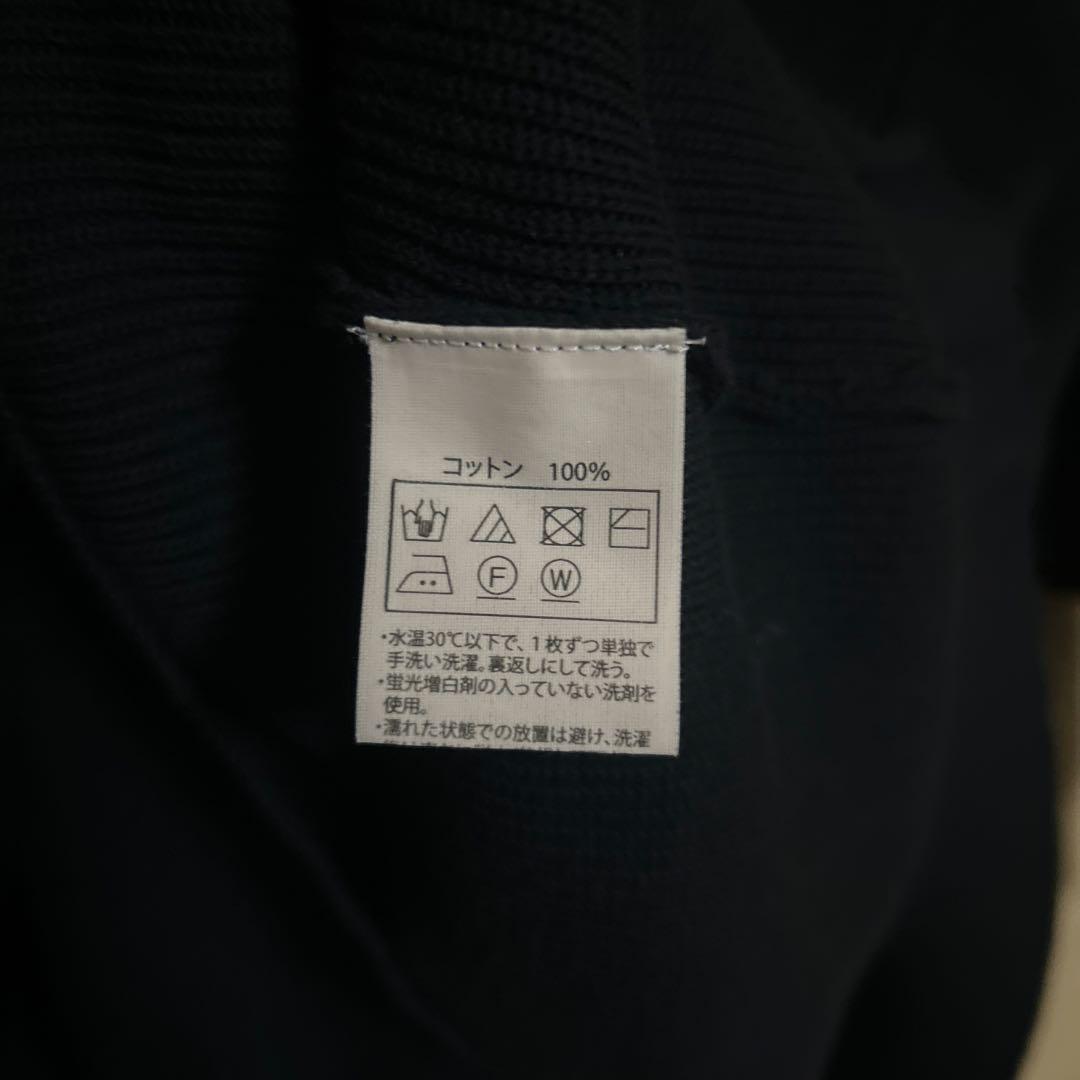 コットン 100%
F W
・水温30℃以下で、1枚ずつ単独で
手洗い洗濯。裏返しにして洗う。
・蛍光増白剤の入っていない洗剤を
使用。
・濡れた状態での放置は避け、洗濯